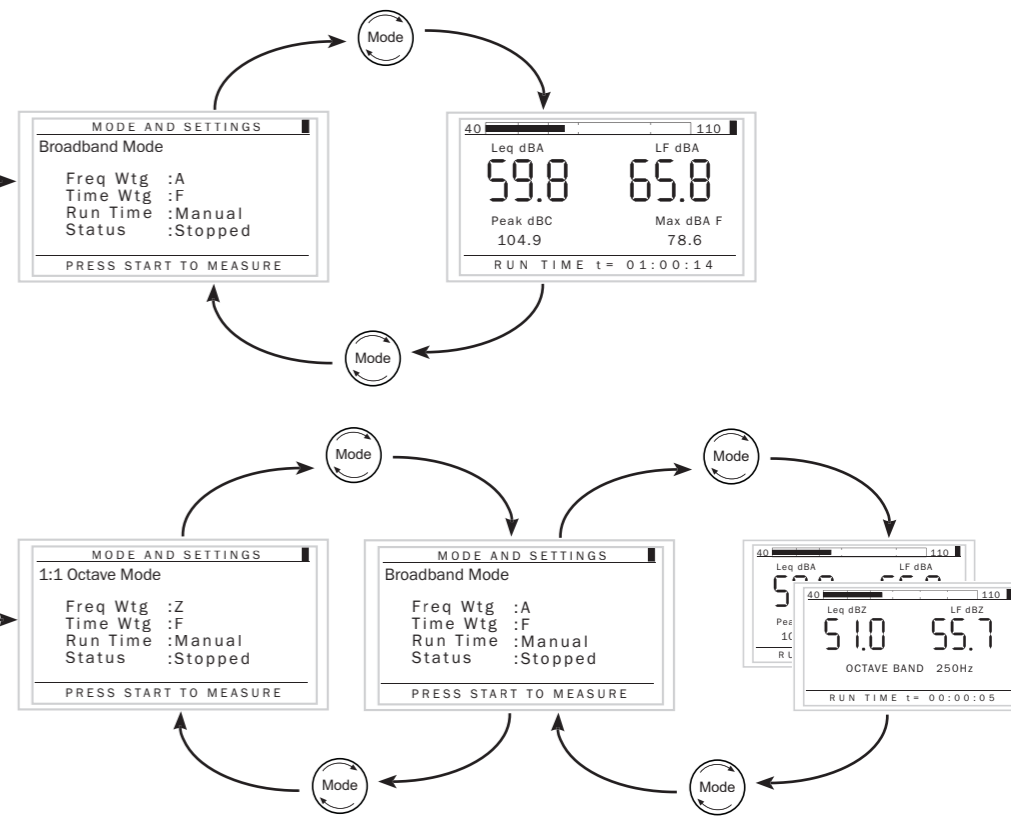 Mode
MODE AND SETTINGS
Broadband Mode
Freq Wtg :A
Time Wtg :F
Run Time :Manual
Status :Stopped
PRESS START TO MEASURE
40 110
Leq dBA LF dBA
59.8 65.8
Peak dBC Max dBA F
104.9 78.6
RUN TIME t= 01:00:14
Mode
Mode
Mode
MODE AND SETTINGS
1:1 Octave Mode
Freq Wtg :Z
Time Wtg :F
Run Time :Manual
Status :Stopped
PRESS START TO MEASURE
MODE AND SETTINGS
Broadband Mode
Freq Wtg :A
Time Wtg :F
Run Time :Manual
Status :Stopped
PRESS START TO MEASURE
40 110
Leq dBA LF dBA
40 110
Leq dBZ LF dBZ
51.0 55.7
OCTAVE BAND 250Hz
RUN TIME t= 00:00:05
Mode
Mode